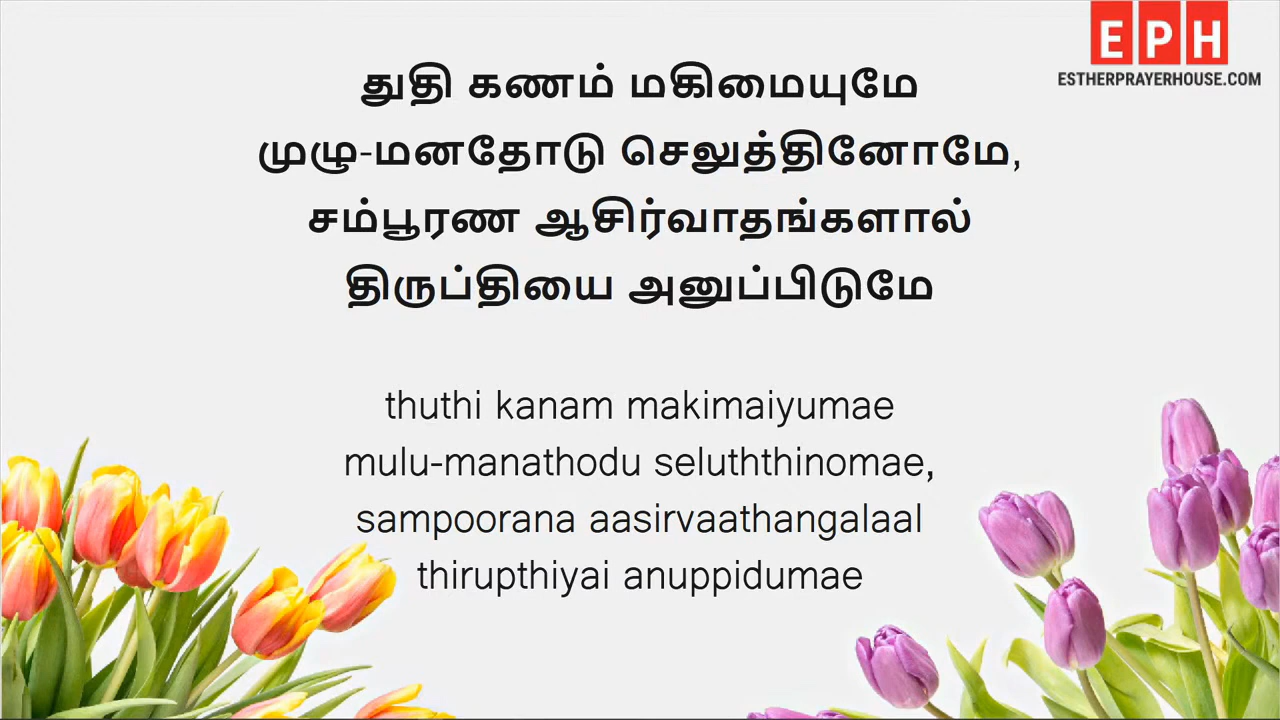 EPH
ESTHERPRAYERHOUSE.COM
துதி கணம் மகிமையுமே
முழு-மனதோடு செலுத்தினோமே,
சம்பூரண ஆசிர்வாதங்களால்
திருப்தியை அனுப்பிடுமே
thuthi kanam makimaiyumae
mulu-manathodu seluththinomae,
sampoorana aasirvaathangalaal
thirupthiyai anuppidumae